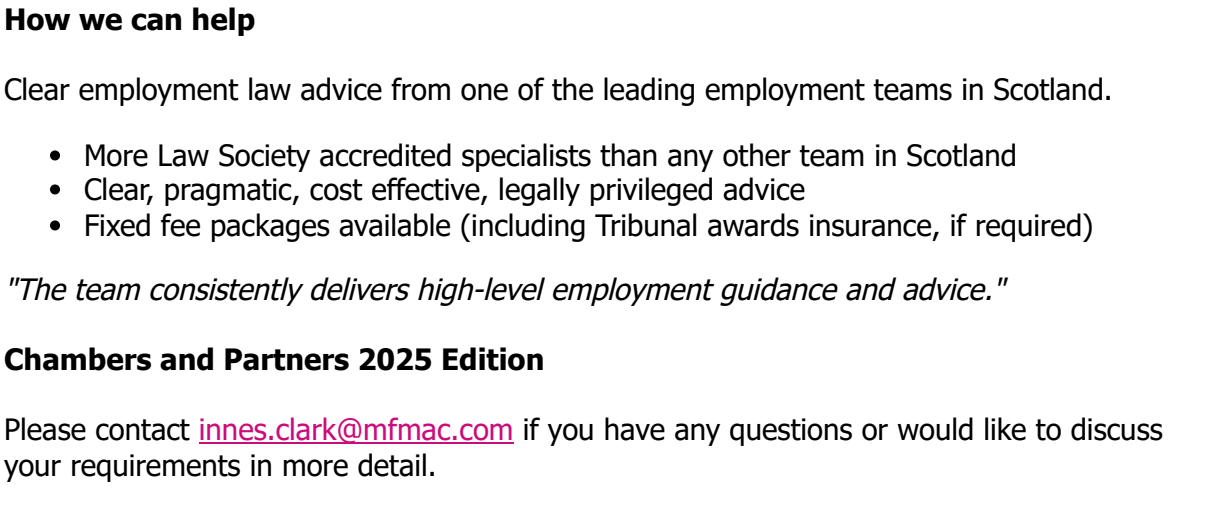 How we can help
Clear employment law advice from one of the leading employment teams in Scotland.
• More Law Society accredited specialists than any other team in Scotland
• Clear, pragmatic, cost effective, legally privileged advice
• Fixed fee packages available (including Tribunal awards insurance, if required)
"The team consistently delivers high-level employment guidance and advice."
Chambers and Partners 2025 Edition
Please contact innes.clark@mfmac.com if you have any questions or would like to discuss
your requirements in more detail.